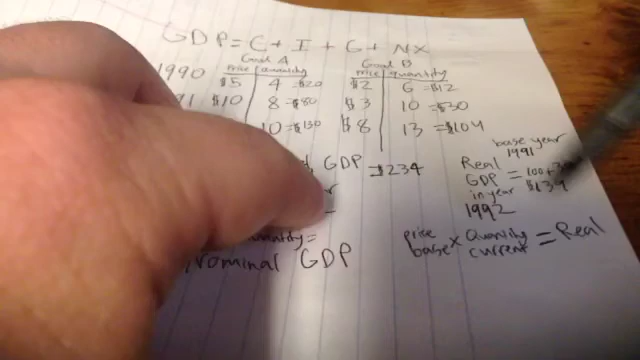 GDP = C + I + G + NX
Good A Good B
price quantity price quantity
1990 $5 4 = $20 $2 6 = $12
91 $10 8 = $80 $3 10 = $30
10 = $130 $8 13 = $104
base year
1991
GDP = $234 Real
GDP = 100+
in year $139
1992
quantity =
price base × Quantity current = Real
Nominal GDP